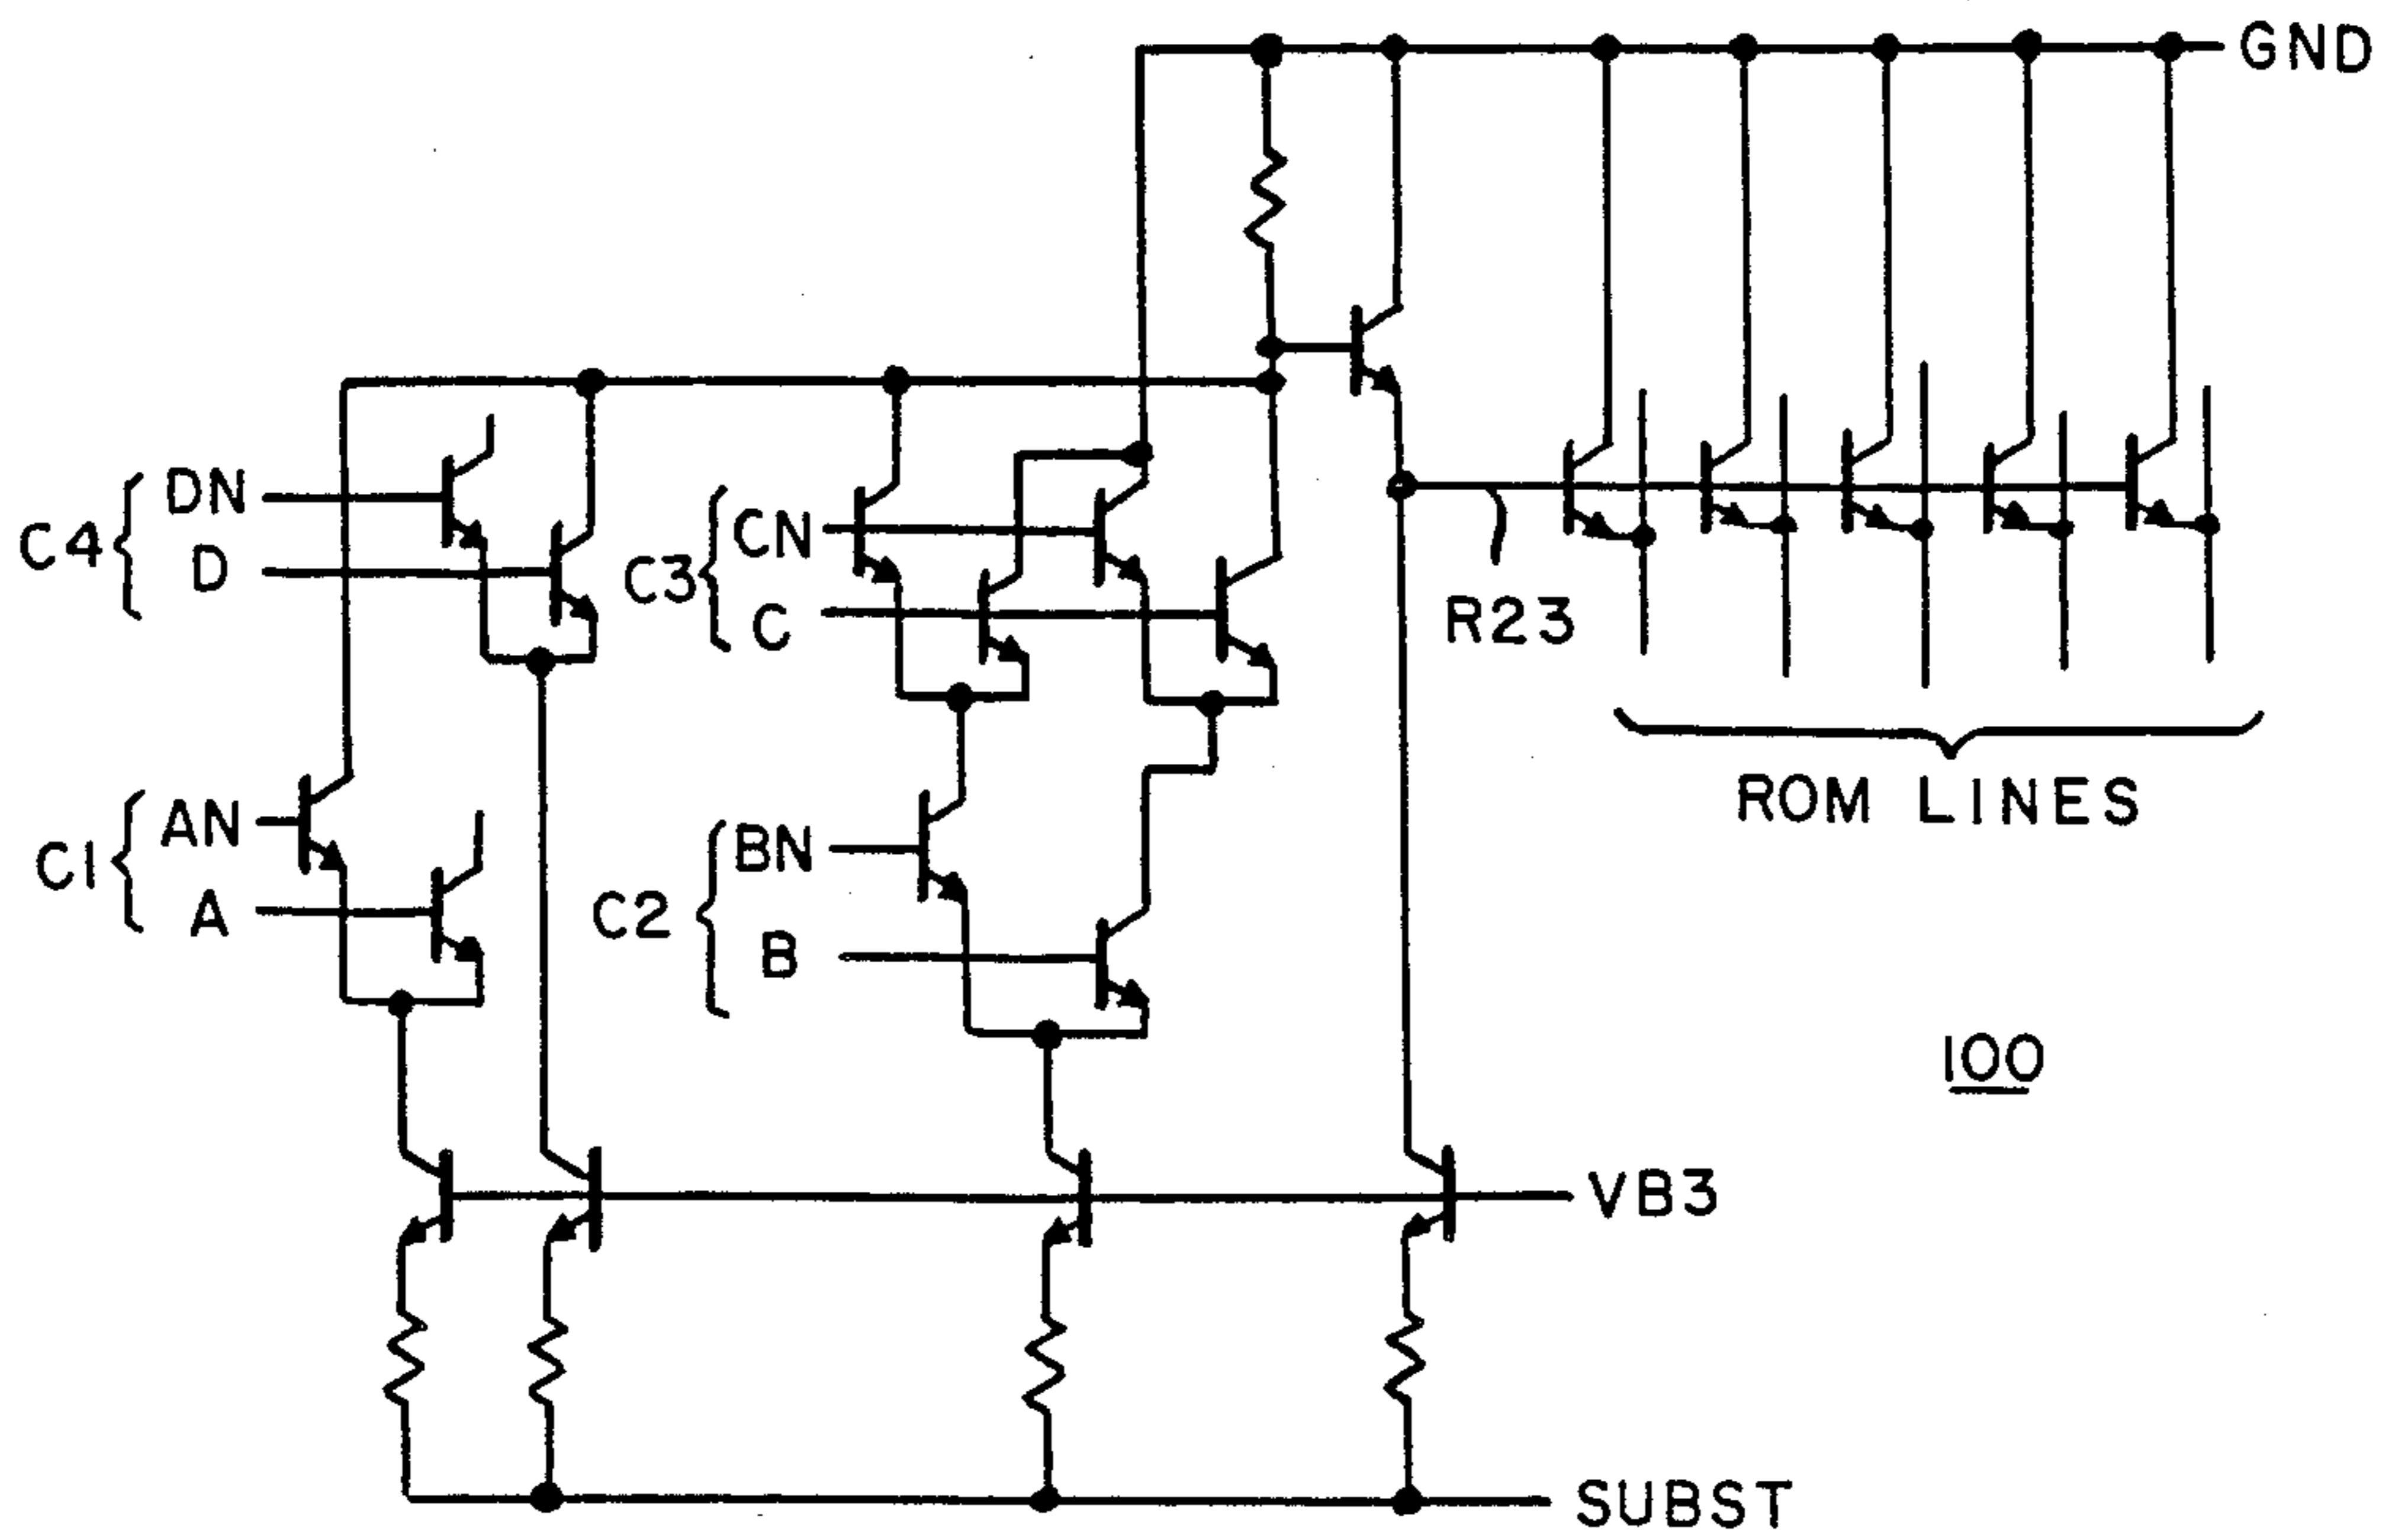 GND
C4
DN
D
C3
CN
C
R23
ROM LINES
C1
AN
A
C2
BN
B
100
VB3
SUBST